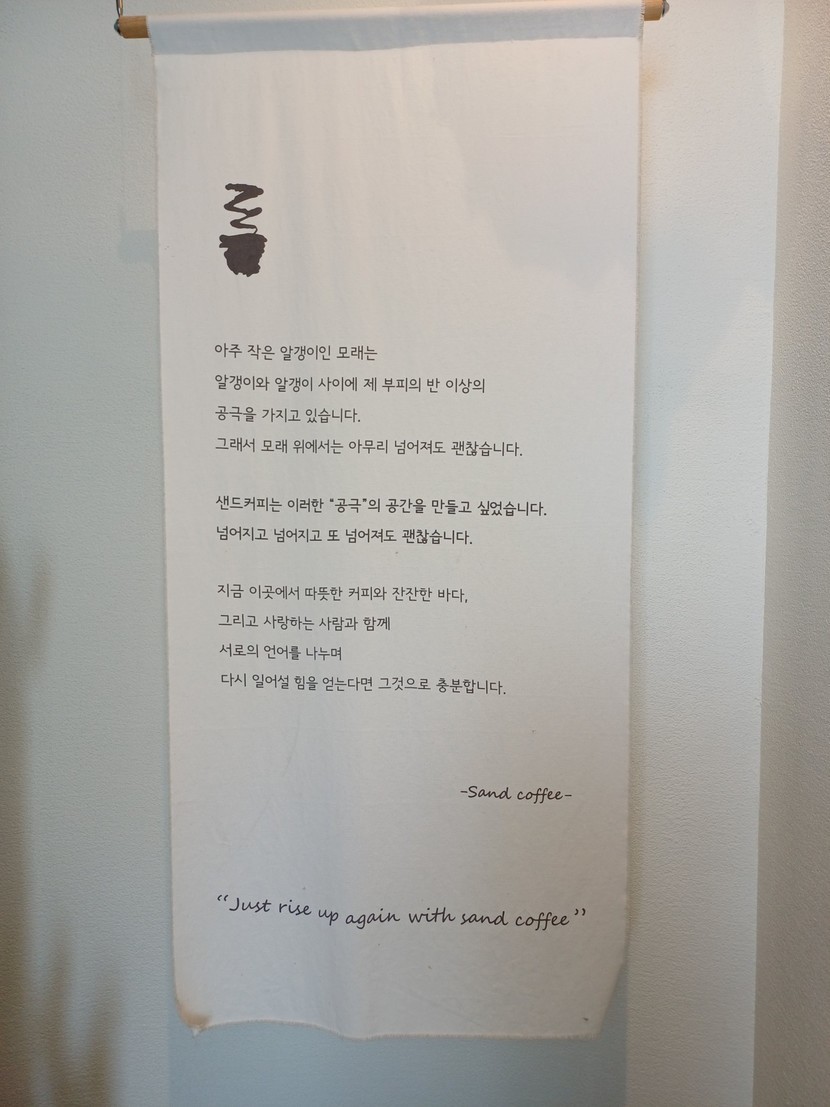 아주 작은 알갱이인 모래는
알갱이와 알갱이 사이에 제 부피의 반 이상의
공극을 가지고 있습니다.
그래서 모래 위에서는 아무리 넘어져도 괜찮습니다.
샌드커피는 이러한 “공극”의 공간을 만들고 싶었습니다.
넘어지고 넘어지고 또 넘어져도 괜찮습니다.
지금 이곳에서 따뜻한 커피와 잔잔한 바다,
그리고 사랑하는 사람과 함께
서로의 언어를 나누며
다시 일어설 힘을 얻는다면 그것으로 충분합니다.
-Sand coffee-
“Just rise up again with sand coffee”